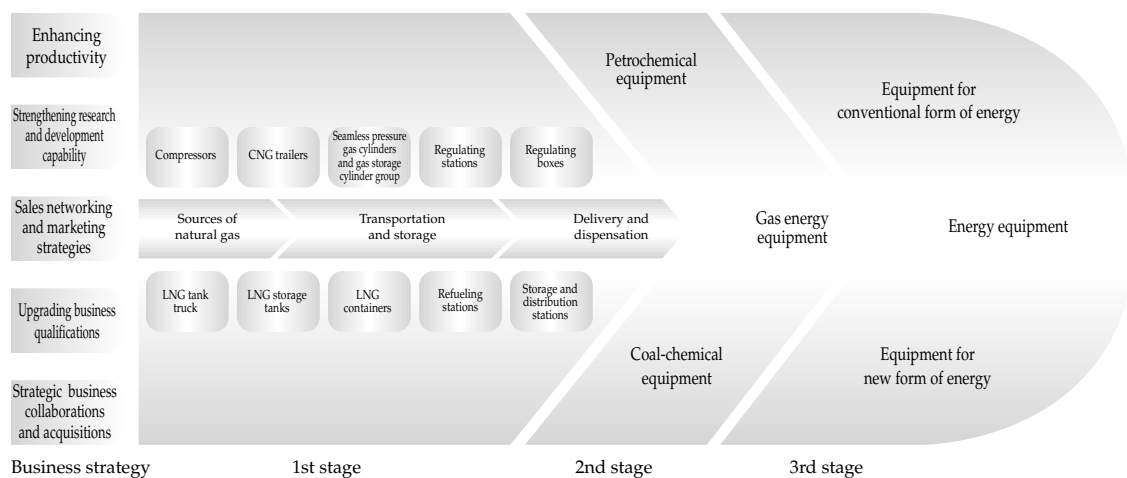 Enhancing
productivity
Strengthening research
and development
capability
Sales networking
and marketing
strategies
Upgrading business
qualifications
Strategic business
collaborations
and acquisitions
Business strategy
Compressors
CNG trailers
Seamless pressure
gas cylinders
and gas storage
cylinder group
Regulating
stations
Regulating
boxes
Sources of
natural gas
Transportation
and storage
Delivery and
dispensation
LNG tank
truck
LNG storage
tanks
LNG
containers
Refueling
stations
Storage and
distribution
stations
1st stage
Petrochemical
equipment
Gas energy
equipment
Coal-chemical
equipment
2nd stage
Equipment for
conventional form of energy
Energy equipment
Equipment for
new form of energy
3rd stage